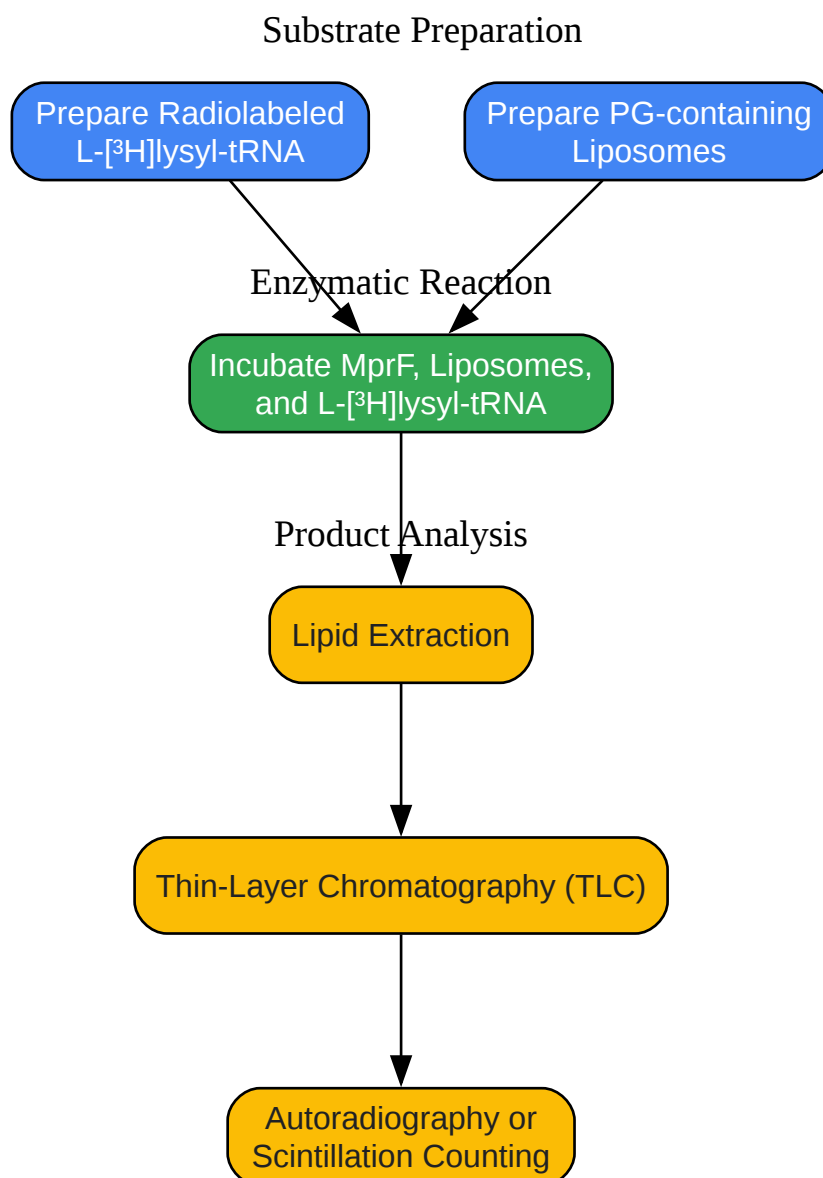 Substrate Preparation
Prepare Radiolabeled
L-[³H]lysyl-tRNA
Prepare PG-containing
Liposomes
Enzymatic Reaction
Incubate MprF, Liposomes,
and L-[³H]lysyl-tRNA
Product Analysis
Lipid Extraction
Thin-Layer Chromatography (TLC)
Autoradiography or
Scintillation Counting